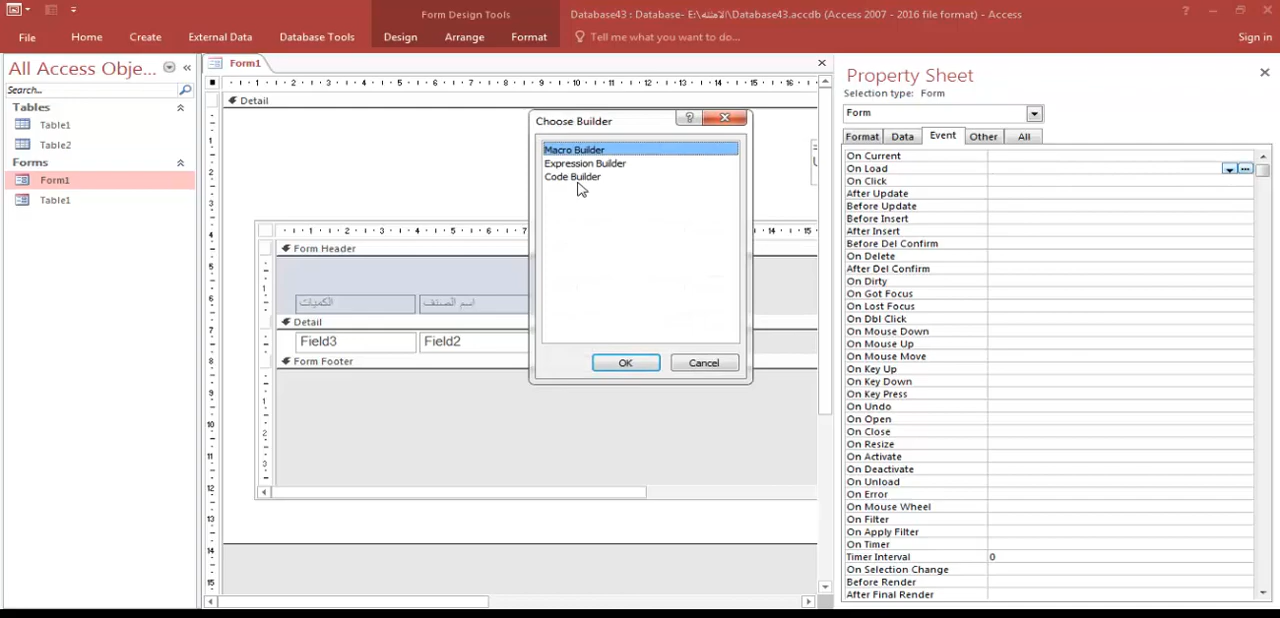 Form Design Tools
Database43 : Database- E:\الامثله\Database43.accdb (Access 2007 - 2016 file format) - Access
File
Home
Create
External Data
Database Tools
Design
Arrange
Format
Tell me what you want to do...
Sign in
All Access Obje...
Search...
Tables
Table1
Table2
Forms
Form1
Table1
Form1
Detail
Form Header
الكميات
اسم الصنف
Detail
Field3
Field2
Form Footer
Choose Builder
Macro Builder
Expression Builder
Code Builder
OK
Cancel
Property Sheet
Selection type: Form
Form
Format
Data
Event
Other
All
On Current
On Load
On Click
After Update
Before Update
Before Insert
After Insert
Before Del Confirm
On Delete
After Del Confirm
On Dirty
On Got Focus
On Lost Focus
On Dbl Click
On Mouse Down
On Mouse Up
On Mouse Move
On Key Up
On Key Down
On Key Press
On Undo
On Open
On Close
On Resize
On Activate
On Deactivate
On Unload
On Error
On Mouse Wheel
On Filter
On Apply Filter
On Timer
Timer Interval 0
On Selection Change
Before Render
After Final Render